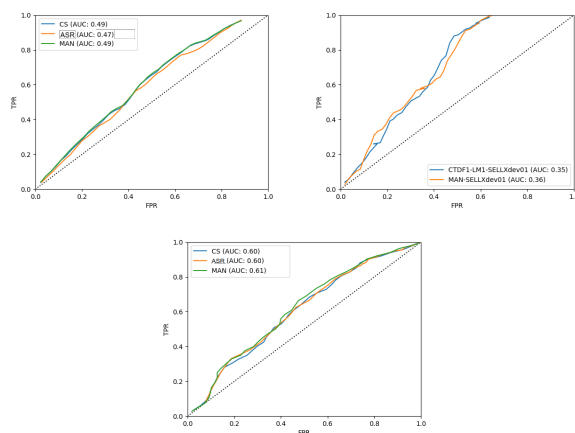 CS (AUC: 0.49)
ASR (AUC: 0.47)
MAN (AUC: 0.49)
1.0
0.8
0.6
0.4
0.2
0.0
TPR
0.0 0.2 0.4 0.6 0.8 1.0
FPR
1.0
0.8
0.6
0.4
0.2
0.0
TPR
CTDF1-LM1-SELLXdev01 (AUC: 0.35)
MAN-SELLXdev01 (AUC: 0.36)
0.0 0.2 0.4 0.6 0.8 1.0
FPR
CS (AUC: 0.60)
ASR (AUC: 0.60)
MAN (AUC: 0.61)
1.0
0.8
0.6
0.4
0.2
0.0
TPR
0.0 0.2 0.4 0.6 0.8 1.0
FPR